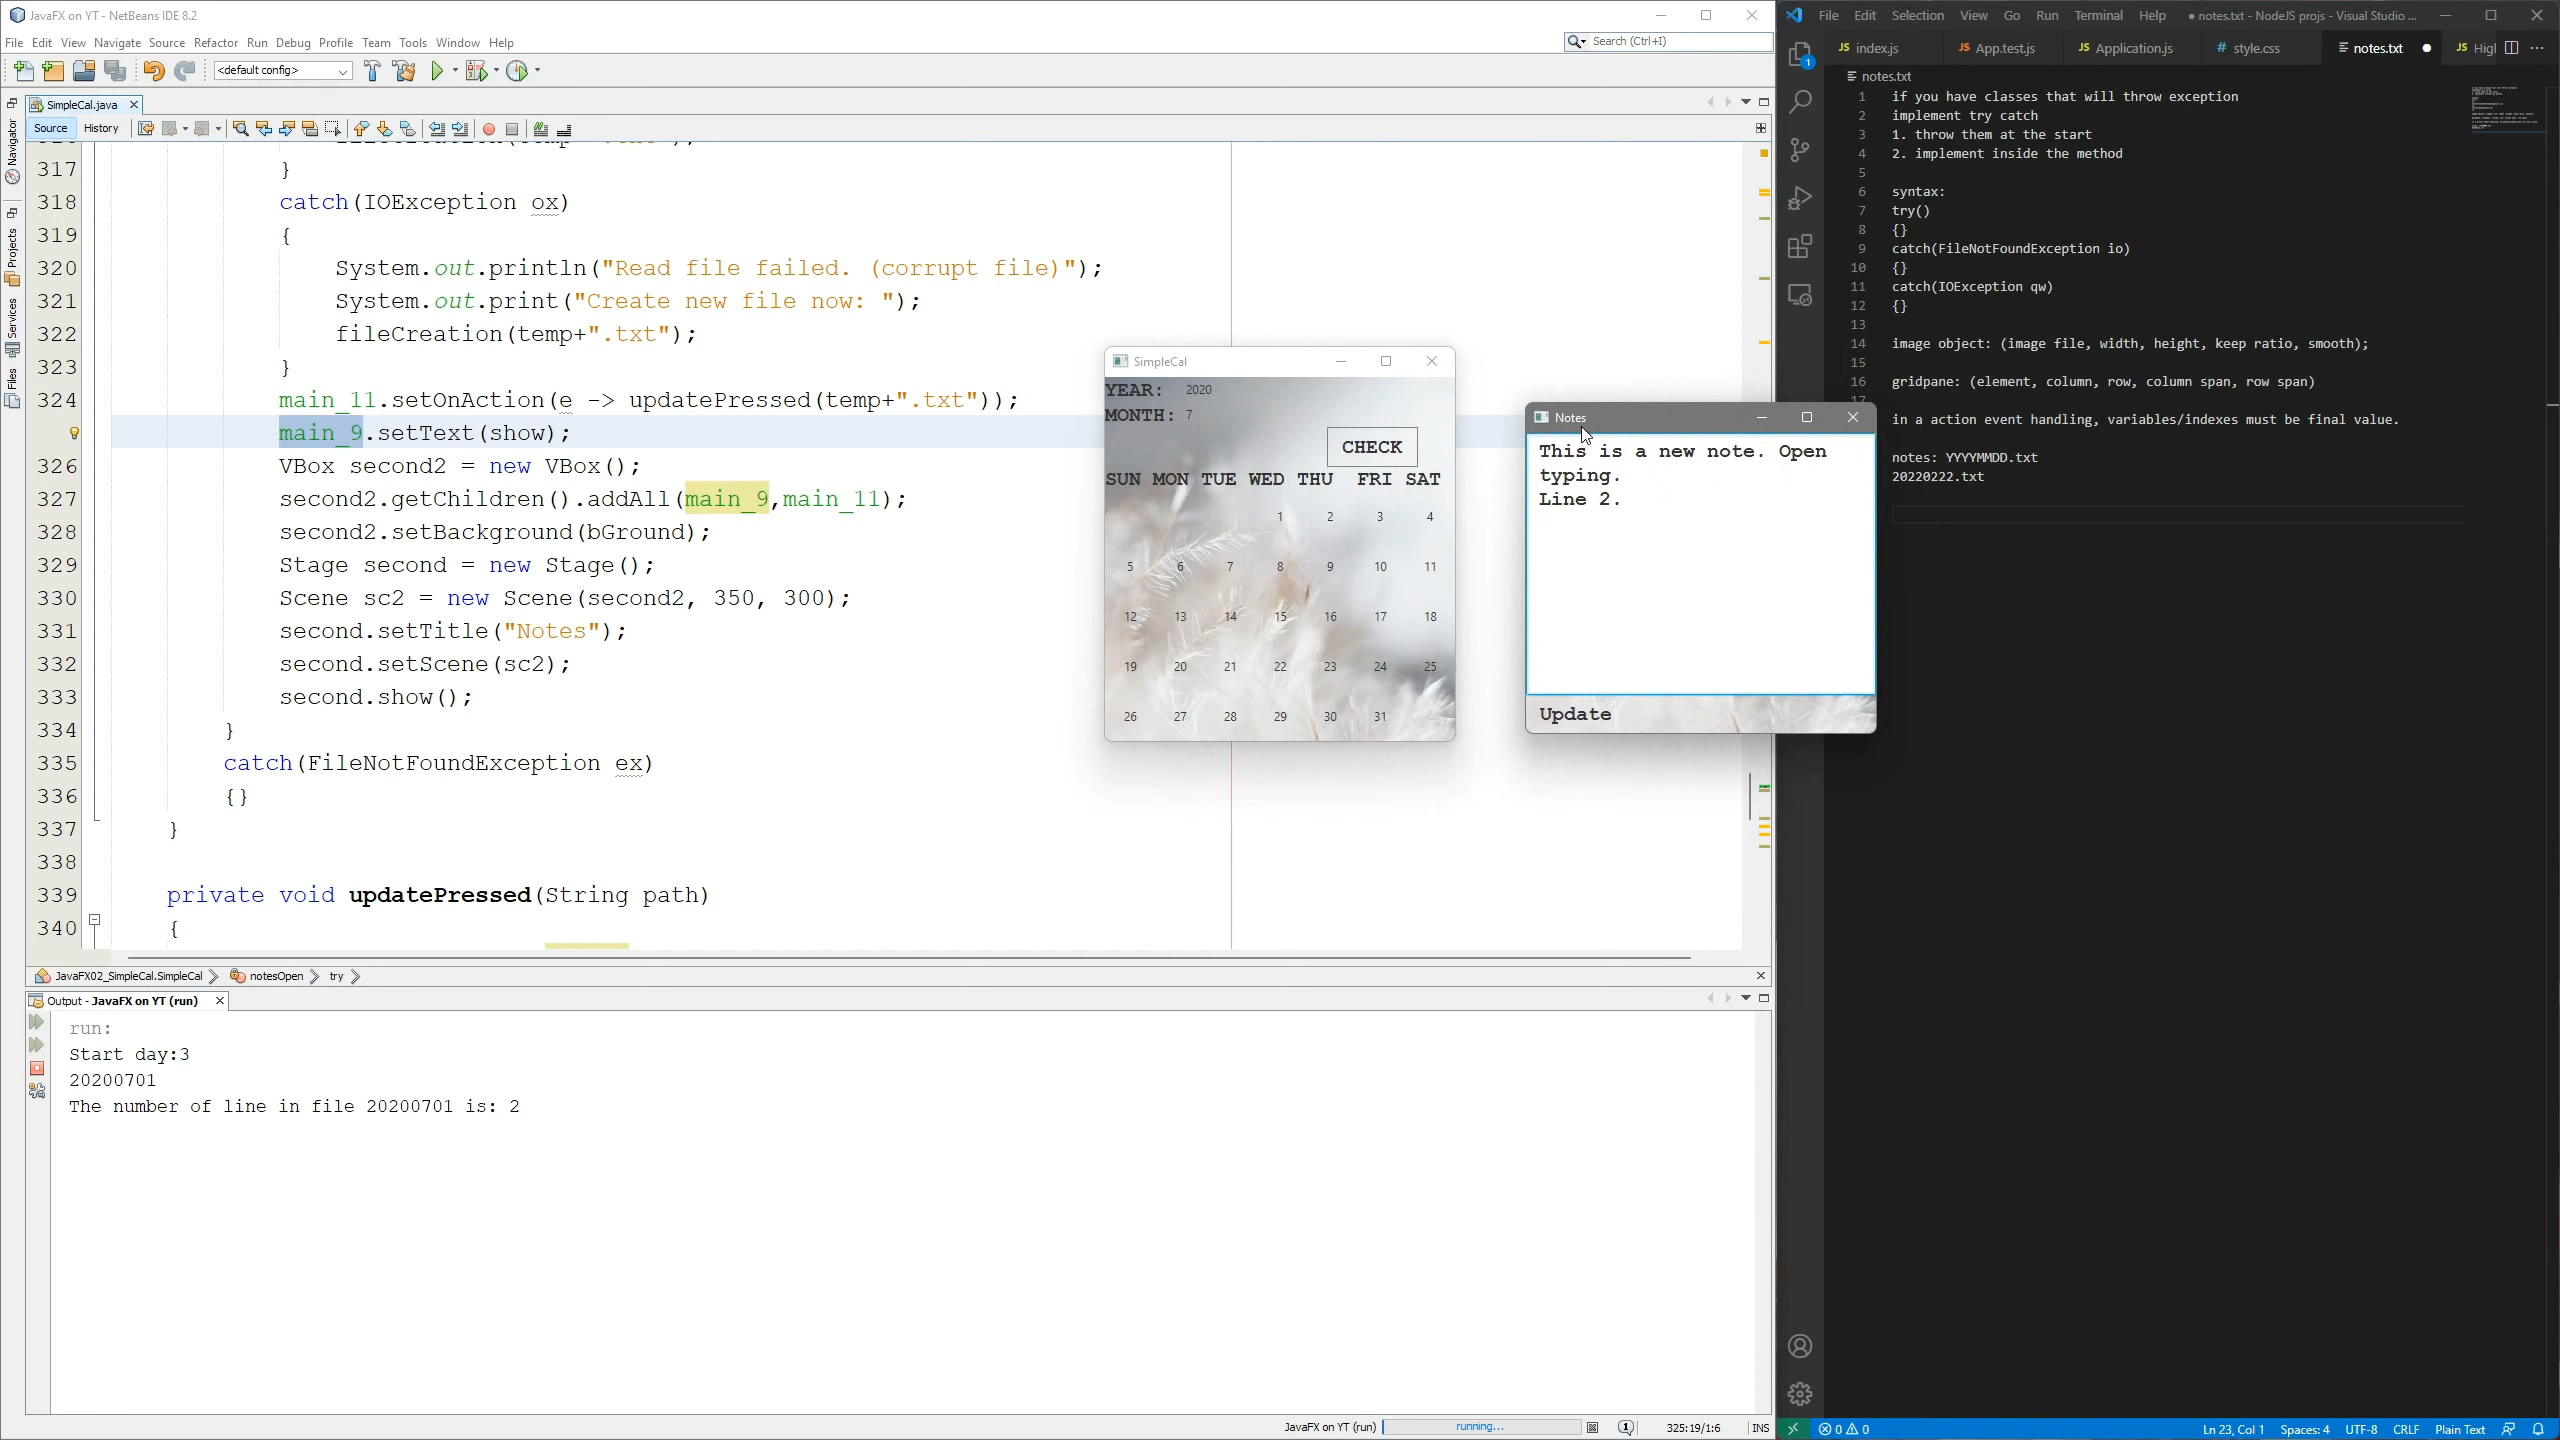 JavaFX on YT - NetBeans IDE 8.2
File Edit View Navigate Source Refactor Run Debug Profile Team Tools Window Help
Search (Ctrl+I)
<default config>
SimpleCal.java
Source History
Navigator
Projects
Services
Files
317 }
318 catch(IOException ox)
319 {
320 System.out.println("Read file failed. (corrupt file)");
321 System.out.print("Create new file now: ");
322 fileCreation(temp+".txt");
323 }
324 main_11.setOnAction(e -> updatePressed(temp+".txt"));
main_9.setText(show);
326 VBox second2 = new VBox();
327 second2.getChildren().addAll(main_9,main_11);
328 second2.setBackground(bGround);
329 Stage second = new Stage();
330 Scene sc2 = new Scene(second2, 350, 300);
331 second.setTitle("Notes");
332 second.setScene(sc2);
333 second.show();
334 }
335 catch(FileNotFoundException ex)
336 {}
337 }
338
339 private void updatePressed(String path)
340 {
JavaFX02_SimpleCal.SimpleCal notesOpen try
Output - JavaFX on YT (run)
run:
Start day:3
20200701
The number of line in file 20200701 is: 2
JavaFX on YT (run) running... 1 325:19/1:6 INS
SimpleCal
YEAR: 2020
MONTH: 7
CHECK
SUN MON TUE WED THU FRI SAT
1 2 3 4
5 6 7 8 9 10 11
12 13 14 15 16 17 18
19 20 21 22 23 24 25
26 27 28 29 30 31
Notes
This is a new note. Open
typing.
Line 2.
Update
File Edit Selection View Go Run Terminal Help ● notes.txt - NodeJS projs - Visual Studio ...
JS index.js JS App.test.js JS Application.js # style.css notes.txt JS Higl
notes.txt
1
1 if you have classes that will throw exception
2 implement try catch
3 1. throw them at the start
4 2. implement inside the method
5
6 syntax:
7 try()
8 {}
9 catch(FileNotFoundException io)
10 {}
11 catch(IOException qw)
12 {}
13
14 image object: (image file, width, height, keep ratio, smooth);
15
16 gridpane: (element, column, row, column span, row span)
17
in a action event handling, variables/indexes must be final value.
notes: YYYYMMDD.txt
20220222.txt
0 0 Ln 23, Col 1 Spaces: 4 UTF-8 CRLF Plain Text